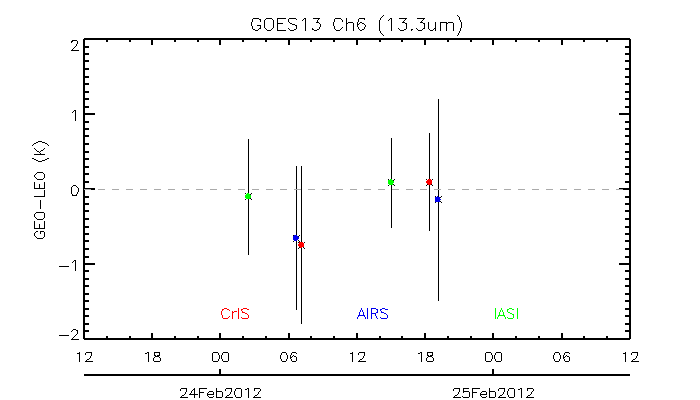 GOES13 Ch6 (13.3um)
GEO-LEO (K)
2
1
0
-1
-2
CrIS AIRS IASI
12 18 00 06 12 18 00 06 12
24Feb2012 25Feb2012